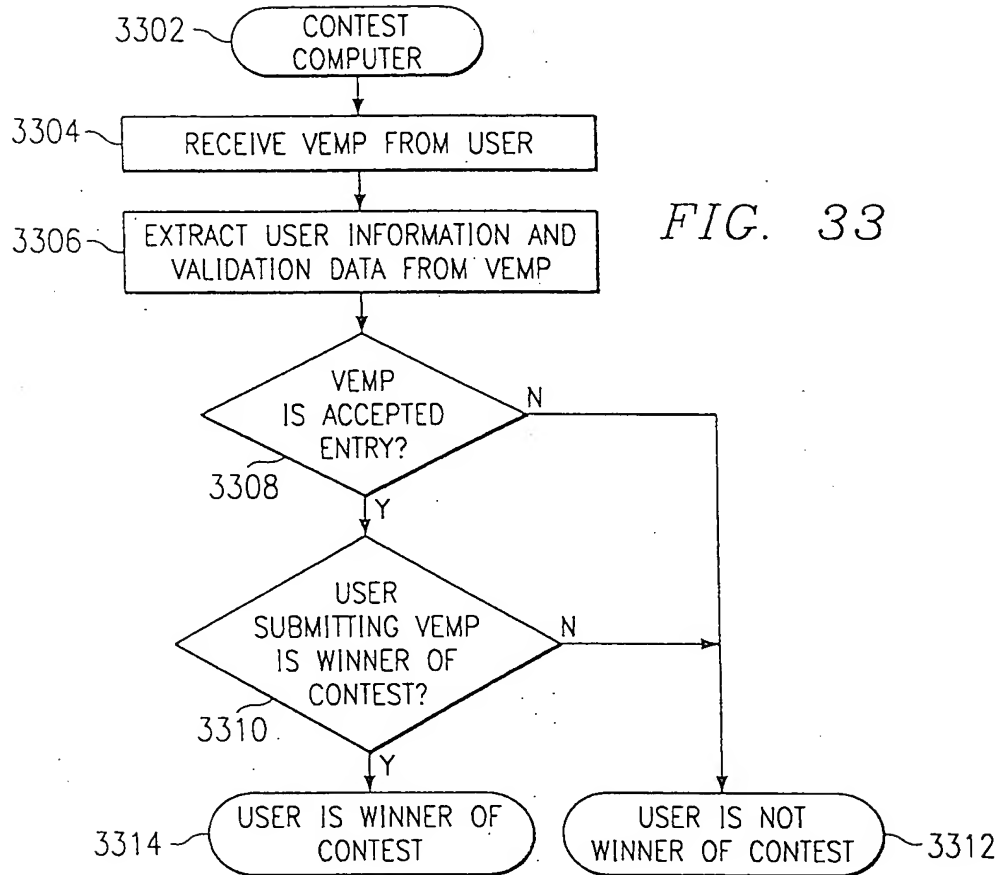 3302
CONTEST
COMPUTER
3304
RECEIVE VEMP FROM USER
3306
EXTRACT USER INFORMATION AND
VALIDATION DATA FROM VEMP
FIG. 33
VEMP
IS ACCEPTED
ENTRY?
N
3308
Y
USER
SUBMITTING VEMP
IS WINNER OF
CONTEST?
N
3310
Y
3314
USER IS WINNER OF
CONTEST
USER IS NOT
WINNER OF CONTEST
3312